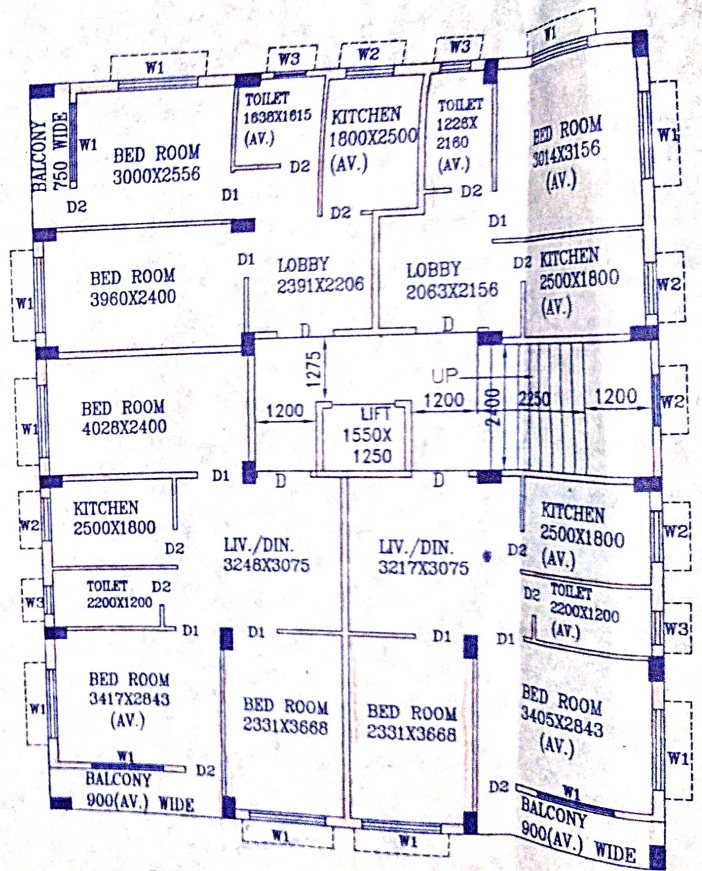 W1
W3
W2
W3
W1
BALCONY
750 WIDE
W1
BED ROOM
3000X2556
D2
D1
TOILET
1638X1615
(AV.)
D2
KITCHEN
1800X2500
(AV.)
D2
TOILET
1228X
2160
(AV.)
D2
BED ROOM
3014X3156
(AV.)
W1
D1
BED ROOM
3960X2400
W1
D1
LOBBY
2391X2206
LOBBY
2063X2156
D2
KITCHEN
2500X1800
(AV.)
W2
D
D
BED ROOM
4028X2400
W1
1275
1200
LIFT
1550X
1250
1200
UP
2400
2250
1200
W2
D1
D
D
KITCHEN
2500X1800
W2
D2
LIV./DIN.
3248X3075
LIV./DIN.
3217X3075
D2
KITCHEN
2500X1800
(AV.)
W2
TOILET
2200X1200
D2
W3
D2
TOILET
2200X1200
(AV.)
W3
D1
D1
D1
D1
BED ROOM
3417X2843
(AV.)
W1
W1
D2
BED ROOM
2331X3668
BED ROOM
2331X3668
BED ROOM
3405X2843
(AV.)
W1
W1
D2
BALCONY
900(AV.) WIDE
W1
W1
BALCONY
900(AV.) WIDE